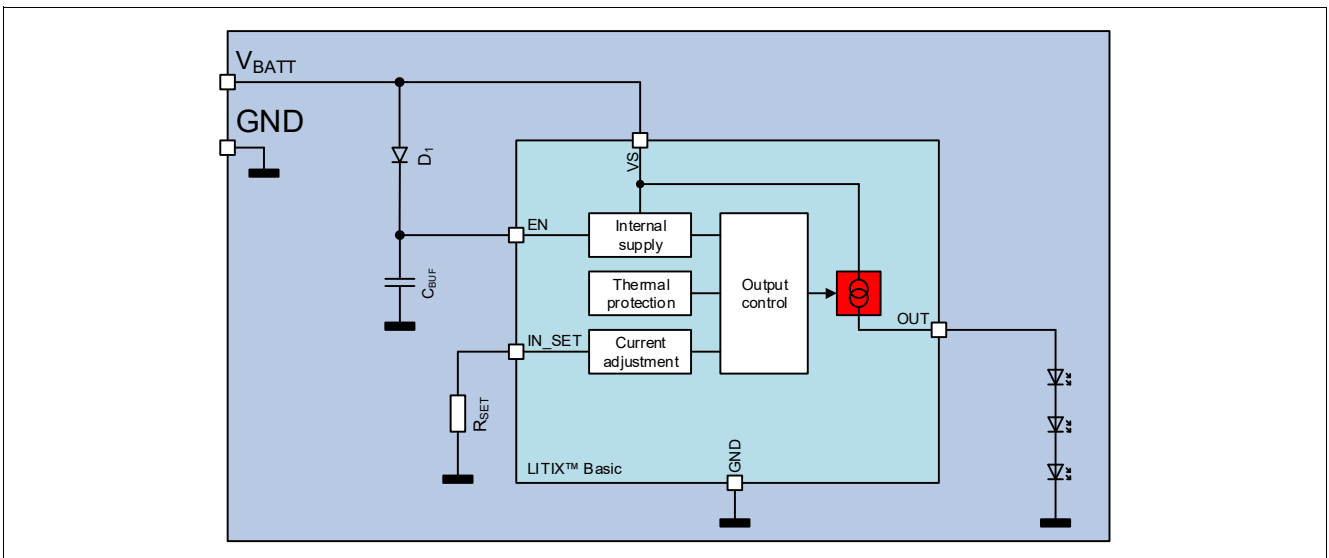 VBATT
GND
D1
VS
EN
Internal
supply
CBUF
Thermal
protection
Output
control
OUT
IN_SET
Current
adjustment
RSET
GND
LITIX™ Basic